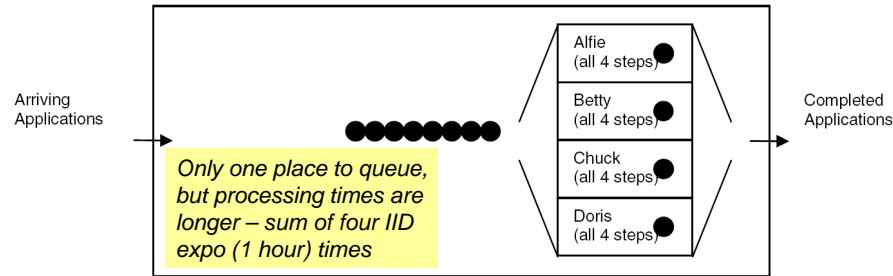 Arriving
Applications
Only one place to queue,
but processing times are
longer – sum of four IID
expo (1 hour) times
Alfie
(all 4 steps)
Betty
(all 4 steps)
Chuck
(all 4 steps)
Doris
(all 4 steps)
Completed
Applications